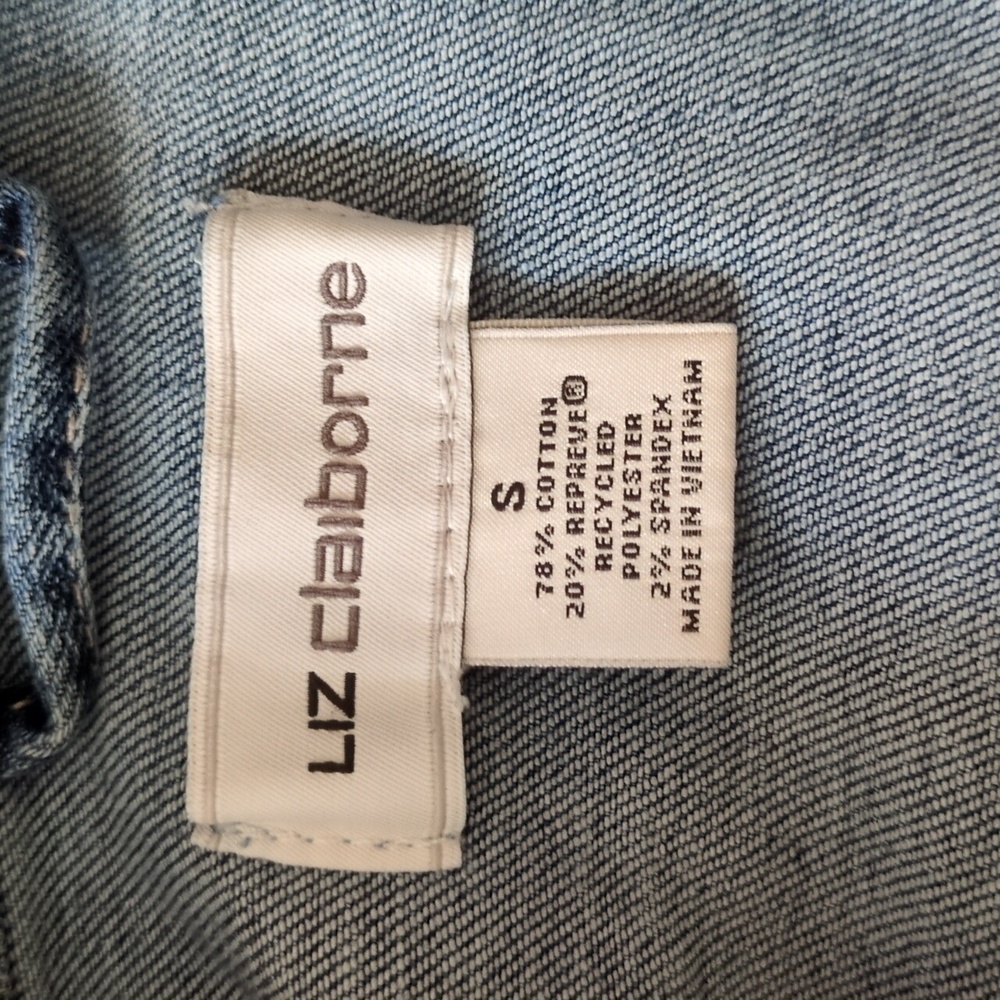 LIZ claiborne
S
78% COTTON
20% REPREVE®
RECYCLED
POLYESTER
2% SPANDEX
MADE IN VIETNAM